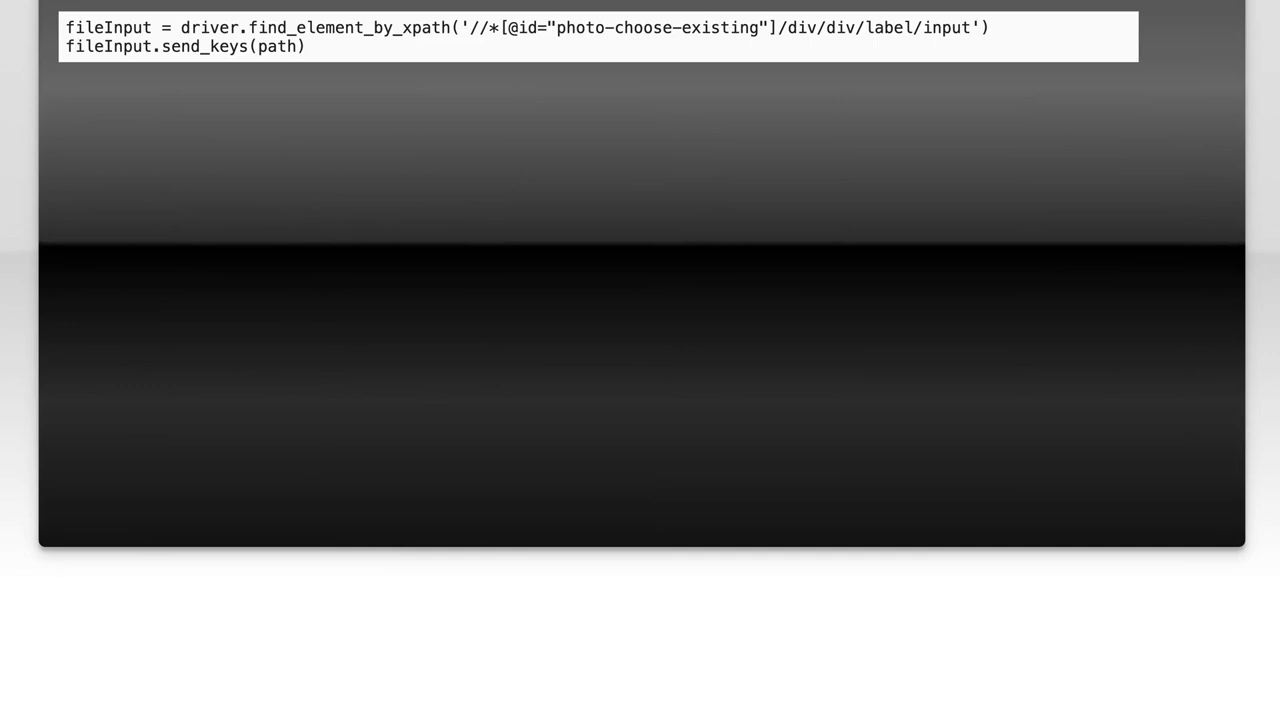 fileInput = driver.find_element_by_xpath('//*[@id="photo-choose-existing"]/div/div/label/input')
fileInput.send_keys(path)